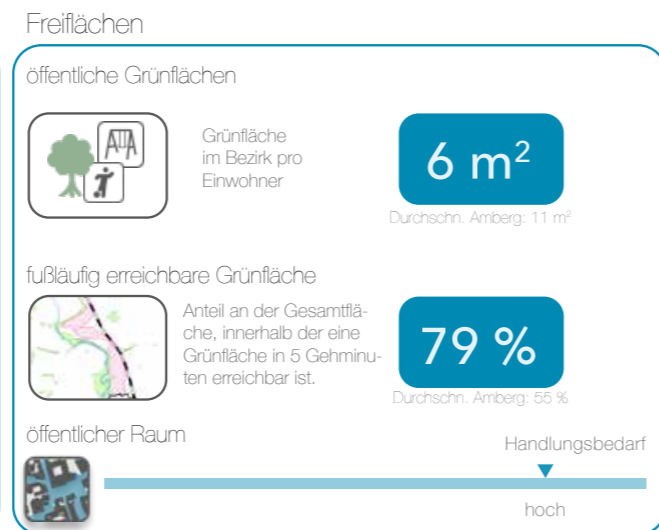 Freiflächen
öffentliche Grünflächen
Grünfläche
im Bezirk pro
Einwohner
6 m²
Durchschn. Amberg: 11 m²
fußläufig erreichbare Grünfläche
Anteil an der Gesamtflä-
che, innerhalb der eine
Grünfläche in 5 Gehminu-
ten erreichbar ist.
79 %
Durchschn. Amberg: 55 %
öffentlicher Raum
Handlungsbedarf
hoch